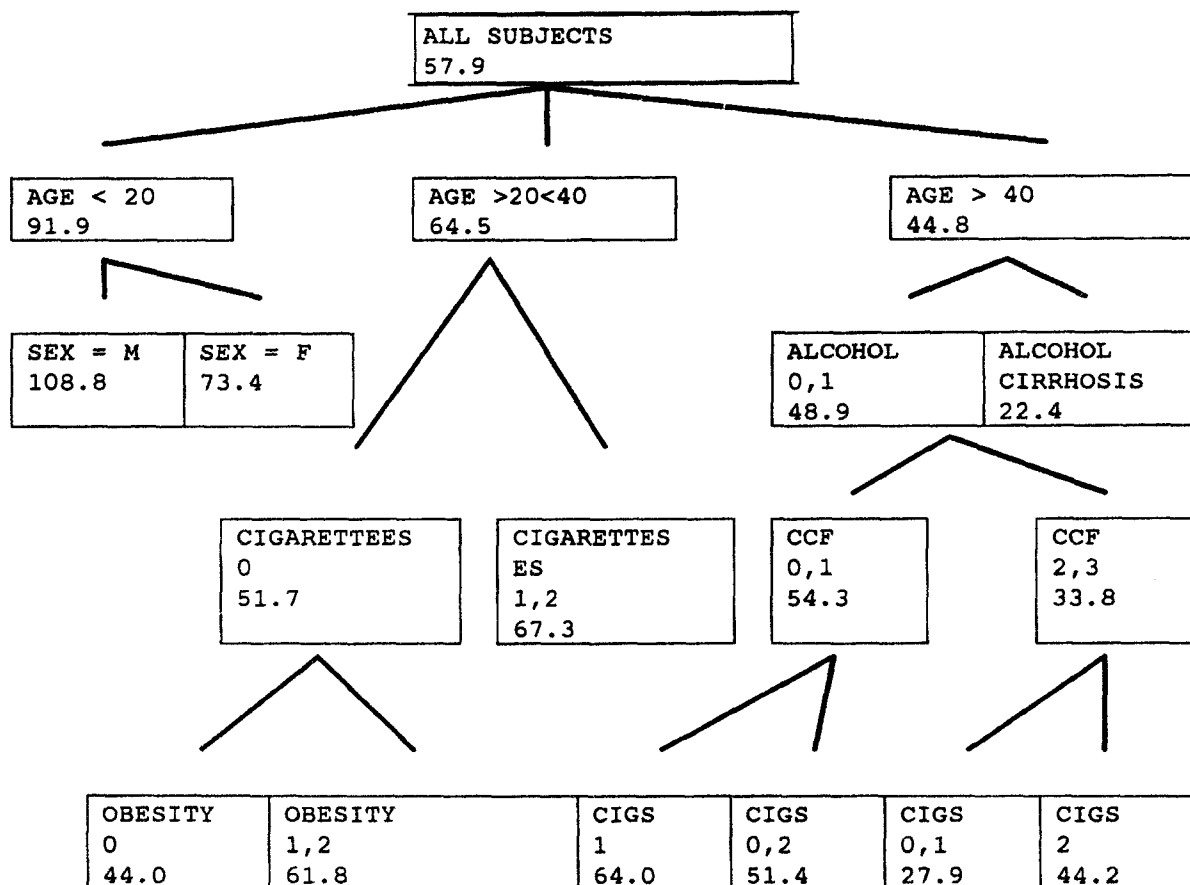 ALL SUBJECTS
57.9
AGE < 20
91.9
AGE >20<40
64.5
AGE > 40
44.8
SEX = M
108.8
SEX = F
73.4
ALCOHOL
0,1
48.9
ALCOHOL
CIRRHOSIS
22.4
CIGARETTEES
0
51.7
CIGARETTES
ES
1,2
67.3
CCF
0,1
54.3
CCF
2,3
33.8
OBESITY
0
44.0
OBESITY
1,2
61.8
CIGS
1
64.0
CIGS
0,2
51.4
CIGS
0,1
27.9
CIGS
2
44.2